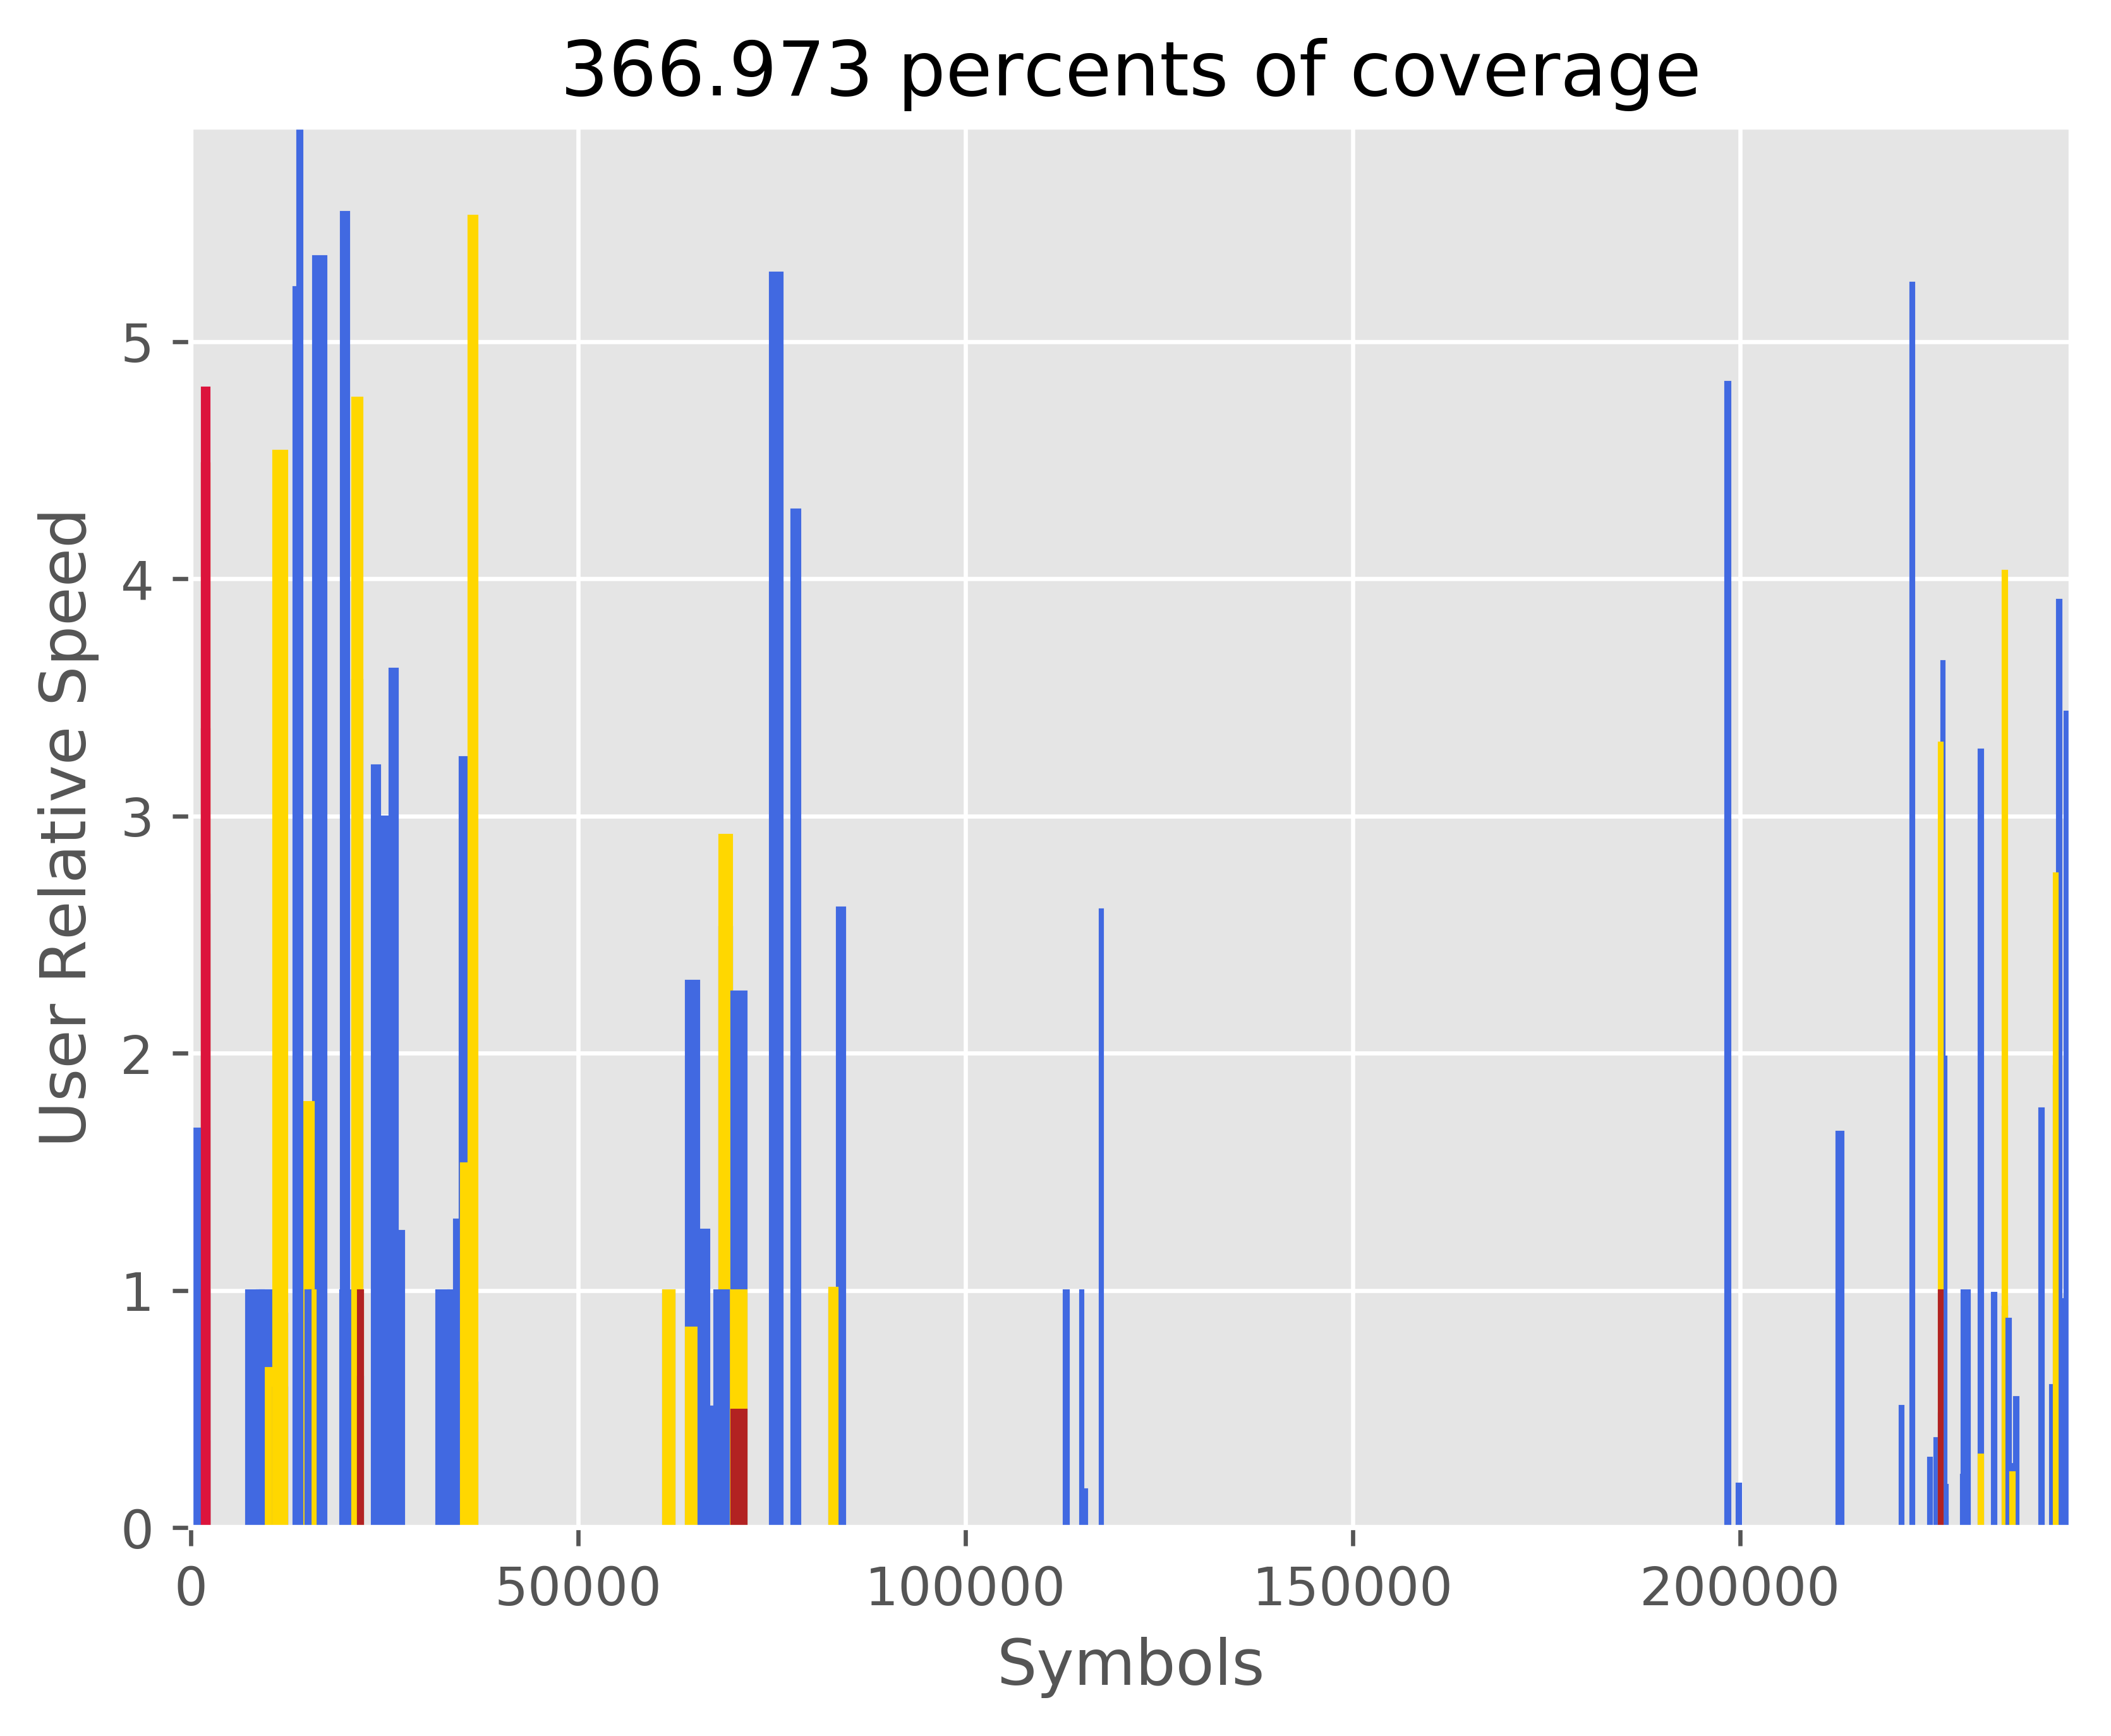 366.973 percents of coverage
User Relative Speed
5
4
3
2
1
0
0 50000 100000 150000 200000
Symbols